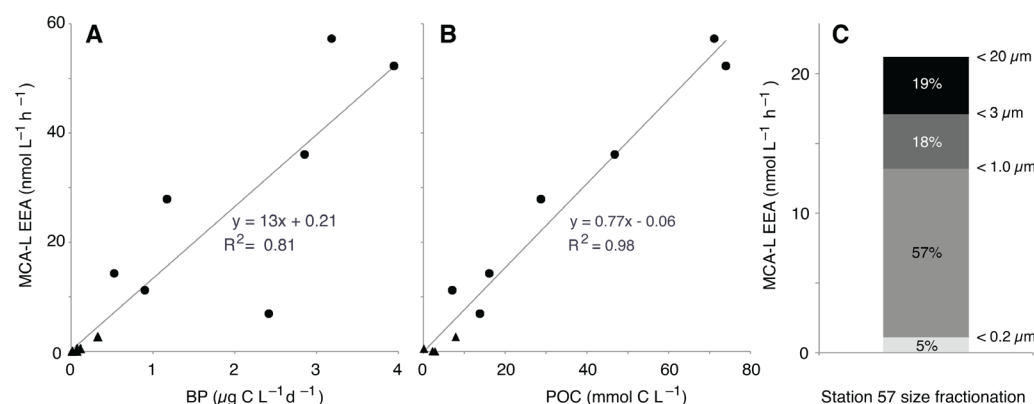 A
B
C
60
40
20
0
MCA-L EEA (nmol L⁻¹ h⁻¹)
y = 13x + 0.21
R²= 0.81
0 1 2 3 4
BP (µg C L⁻¹d⁻¹)
y = 0.77x - 0.06
R²= 0.98
0 20 40 60 80
POC (mmol C L⁻¹)
MCA-L EEA (nmol L⁻¹ h⁻¹)
20
10
0
< 20 µm
19%
< 3 µm
18%
< 1.0 µm
57%
< 0.2 µm
5%
Station 57 size fractionation